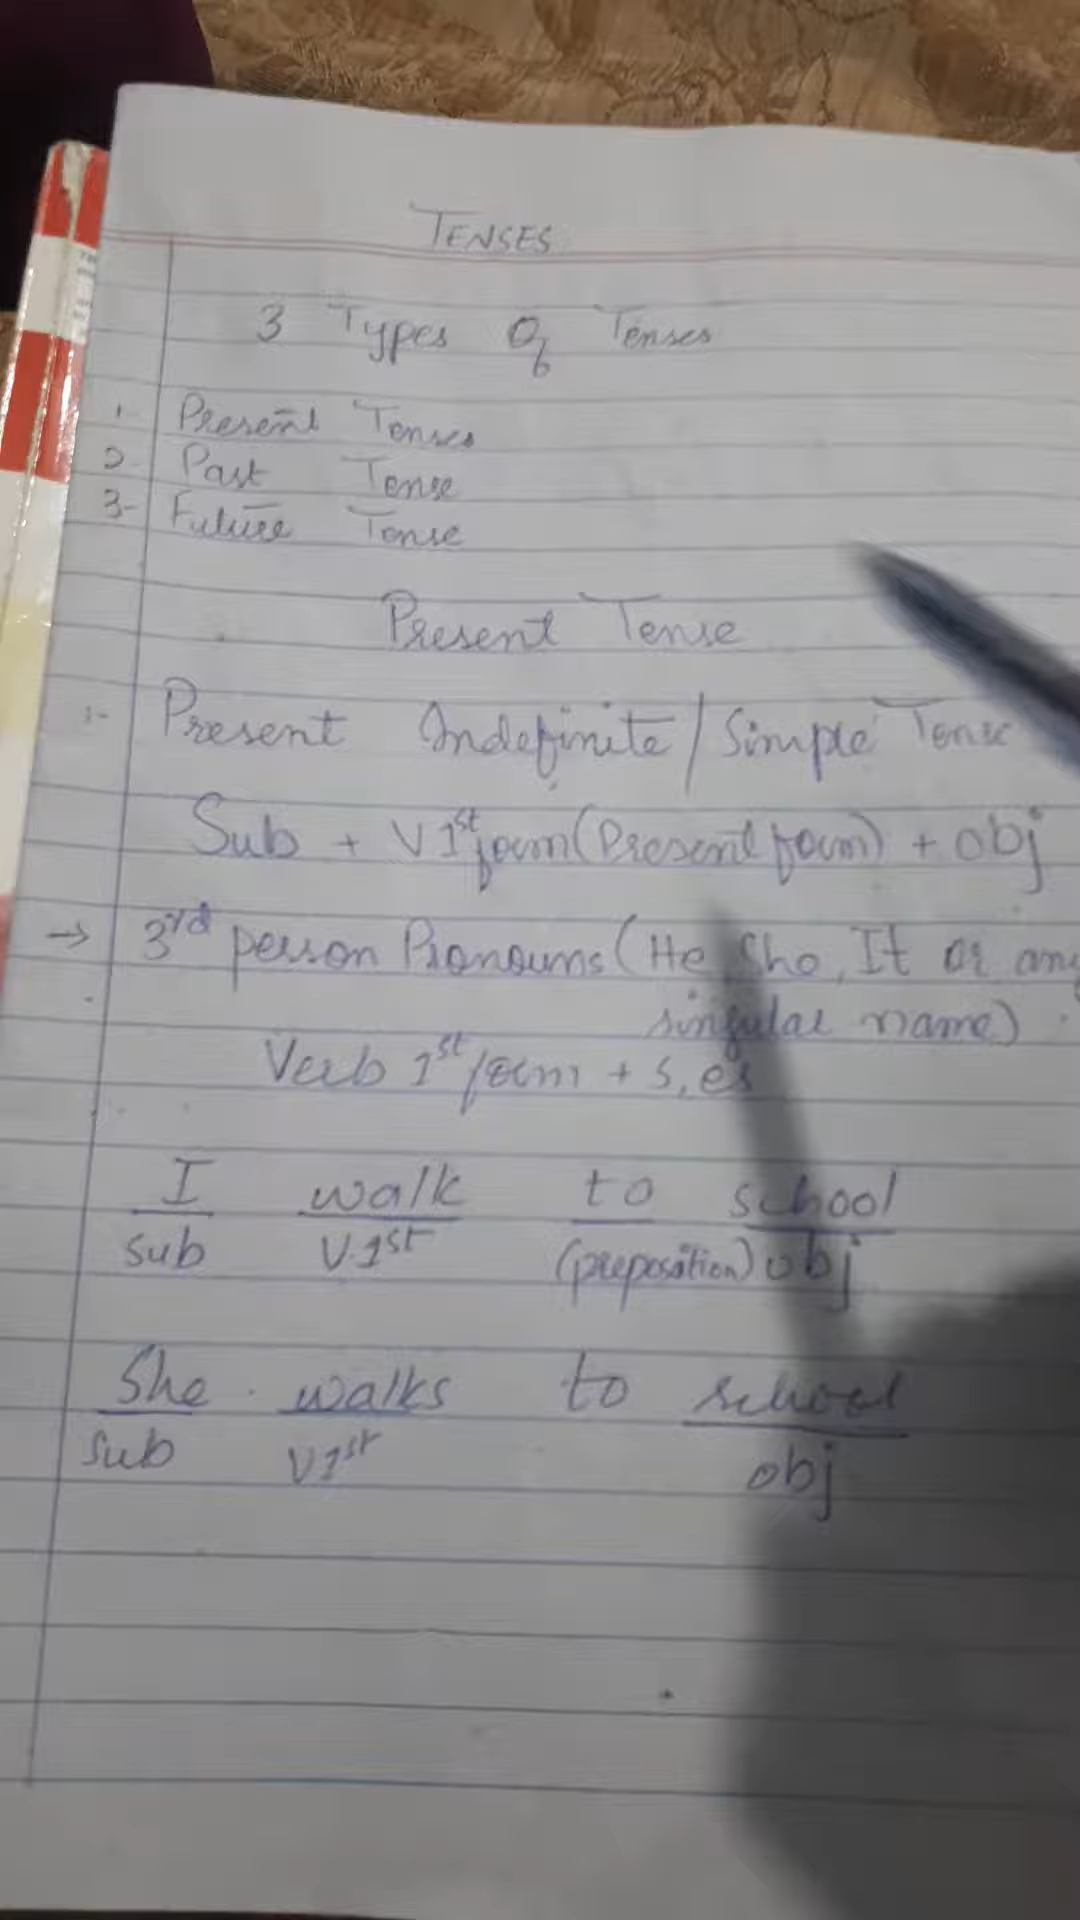 TENSES
3 Types Of Tenses
1. Present Tenses
2. Past Tense
3- Future Tense
Present Tense
1- Present Indefinite/Simple Tense
Sub + V 1st form (Present form) + obj
→ 3rd person Pronouns (He, She, It or any
singular name)
Verb 1st form + s, es
I walk to school
sub V.1st (preposition) obj
She walks to school
sub V1st obj